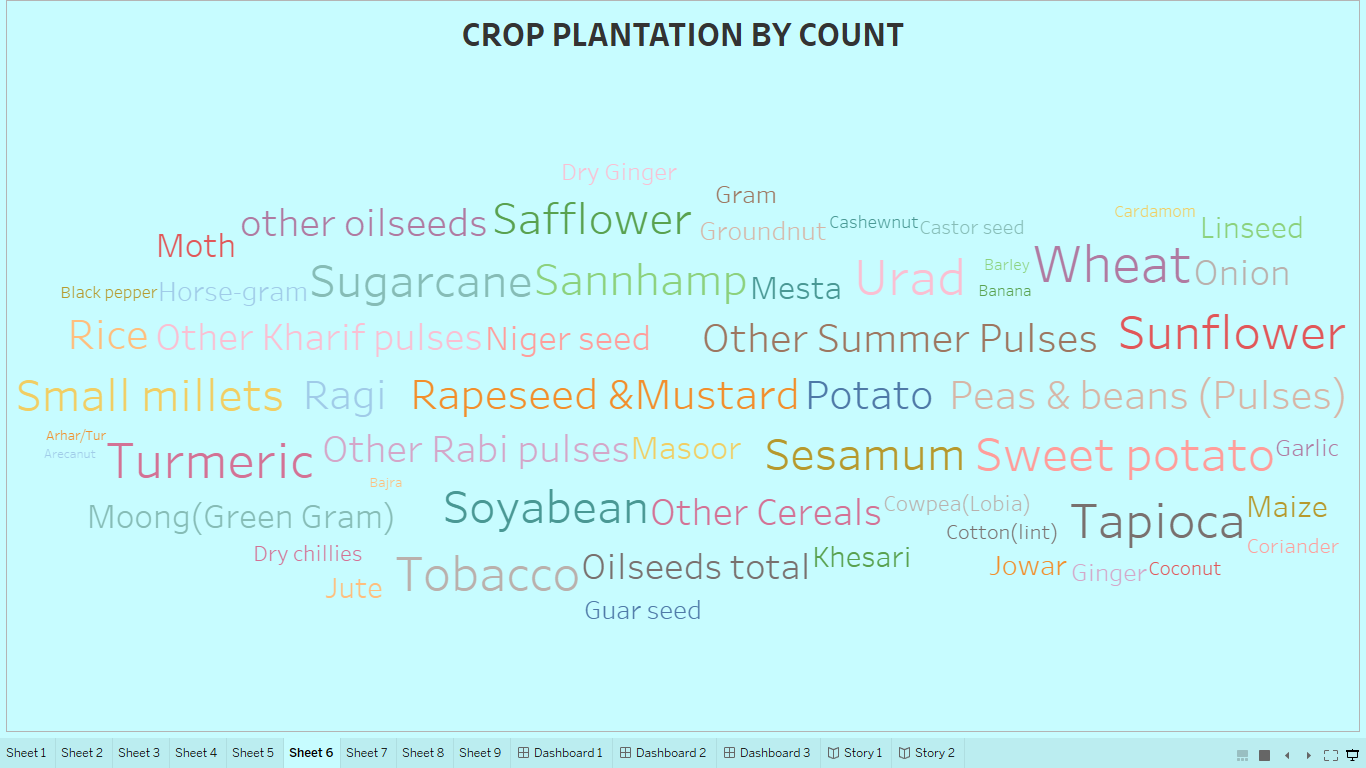 CROP PLANTATION BY COUNT
Dry Ginger
Gram
Cardamom
other oilseeds Safflower Groundnut Cashewnut Castor seed Linseed
Moth
Sugarcane Sannhamp Mesta Urad Barley Wheat Onion
Black pepper Horse-gram Banana
Rice Other Kharif pulses Niger seed Other Summer Pulses Sunflower
Small millets Ragi Rapeseed &Mustard Potato Peas & beans (Pulses)
Arhar/Tur
Arecanut
Turmeric Other Rabi pulses Masoor Sesamum Sweet potato Garlic
Bajra
Moong(Green Gram) Soyabean Other Cereals Cowpea(Lobia) Tapioca Maize
Cotton(lint)
Dry chillies Coriander
Tobacco Oilseeds total Khesari Jowar Ginger Coconut
Jute
Guar seed
Sheet 1 Sheet 2 Sheet 3 Sheet 4 Sheet 5 Sheet 6 Sheet 7 Sheet 8 Sheet 9 Dashboard 1 Dashboard 2 Dashboard 3 Story 1 Story 2